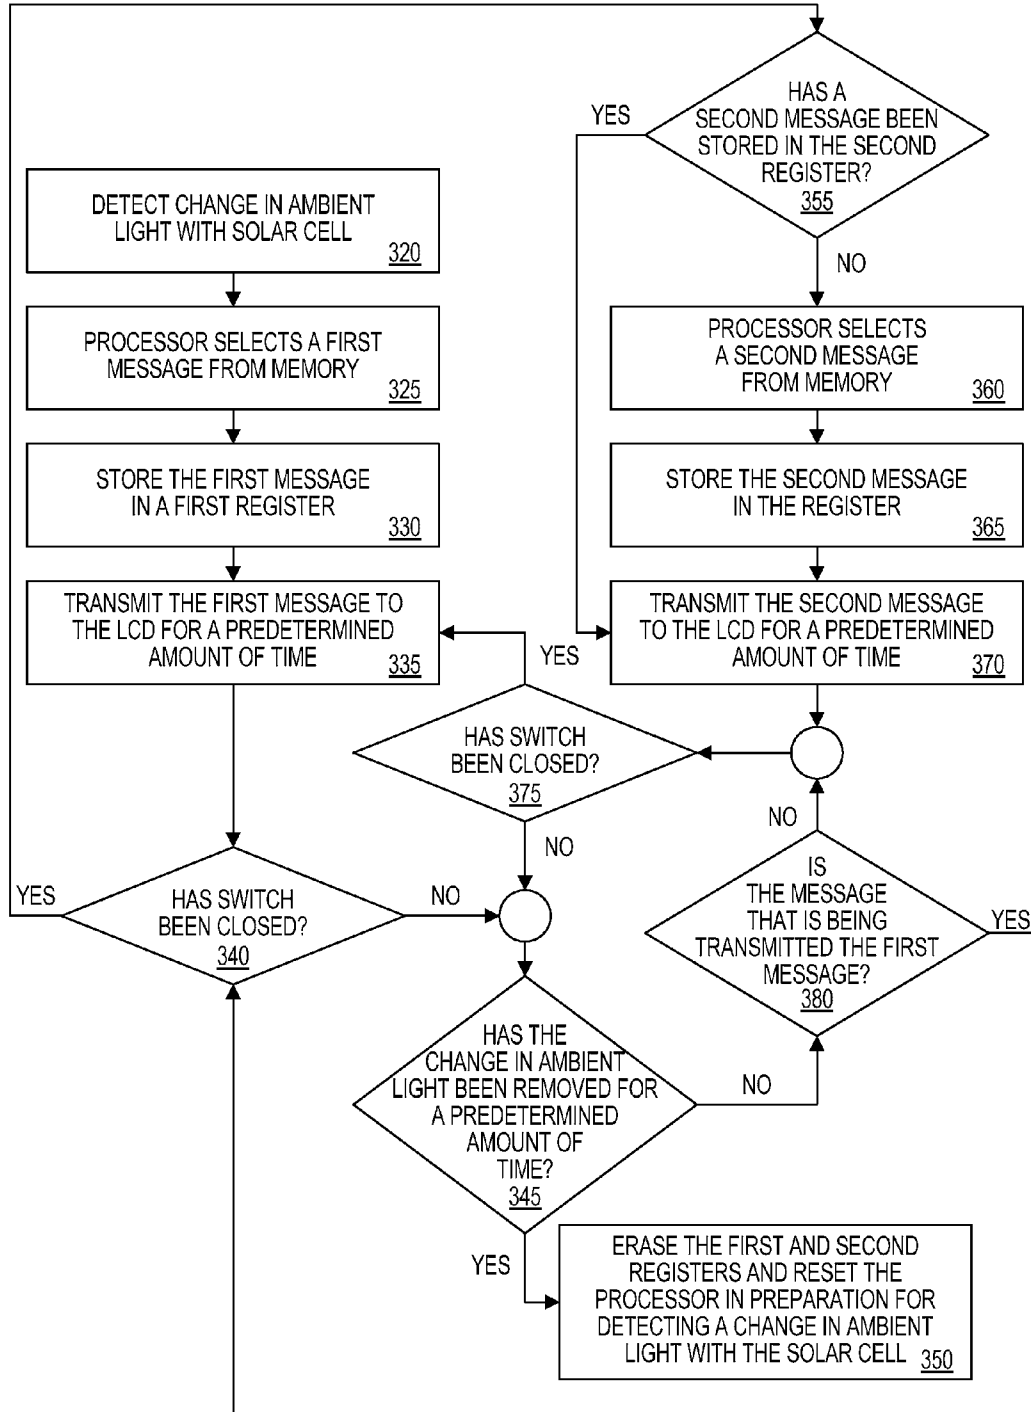 DETECT CHANGE IN AMBIENT
LIGHT WITH SOLAR CELL
320
PROCESSOR SELECTS A FIRST
MESSAGE FROM MEMORY
325
STORE THE FIRST MESSAGE
IN A FIRST REGISTER
330
TRANSMIT THE FIRST MESSAGE TO
THE LCD FOR A PREDETERMINED
AMOUNT OF TIME
335
YES
HAS SWITCH
BEEN CLOSED?
340
NO
HAS A
SECOND MESSAGE BEEN
STORED IN THE SECOND
REGISTER?
355
YES
NO
PROCESSOR SELECTS
A SECOND MESSAGE
FROM MEMORY
360
STORE THE SECOND MESSAGE
IN THE REGISTER
365
TRANSMIT THE SECOND MESSAGE
TO THE LCD FOR A PREDETERMINED
AMOUNT OF TIME
370
YES
HAS SWITCH
BEEN CLOSED?
375
NO
NO
IS
THE MESSAGE
THAT IS BEING
TRANSMITTED THE FIRST
MESSAGE?
380
YES
HAS THE
CHANGE IN AMBIENT
LIGHT BEEN REMOVED FOR
A PREDETERMINED
AMOUNT OF
TIME?
345
NO
YES
ERASE THE FIRST AND SECOND
REGISTERS AND RESET THE
PROCESSOR IN PREPARATION FOR
DETECTING A CHANGE IN AMBIENT
LIGHT WITH THE SOLAR CELL
350